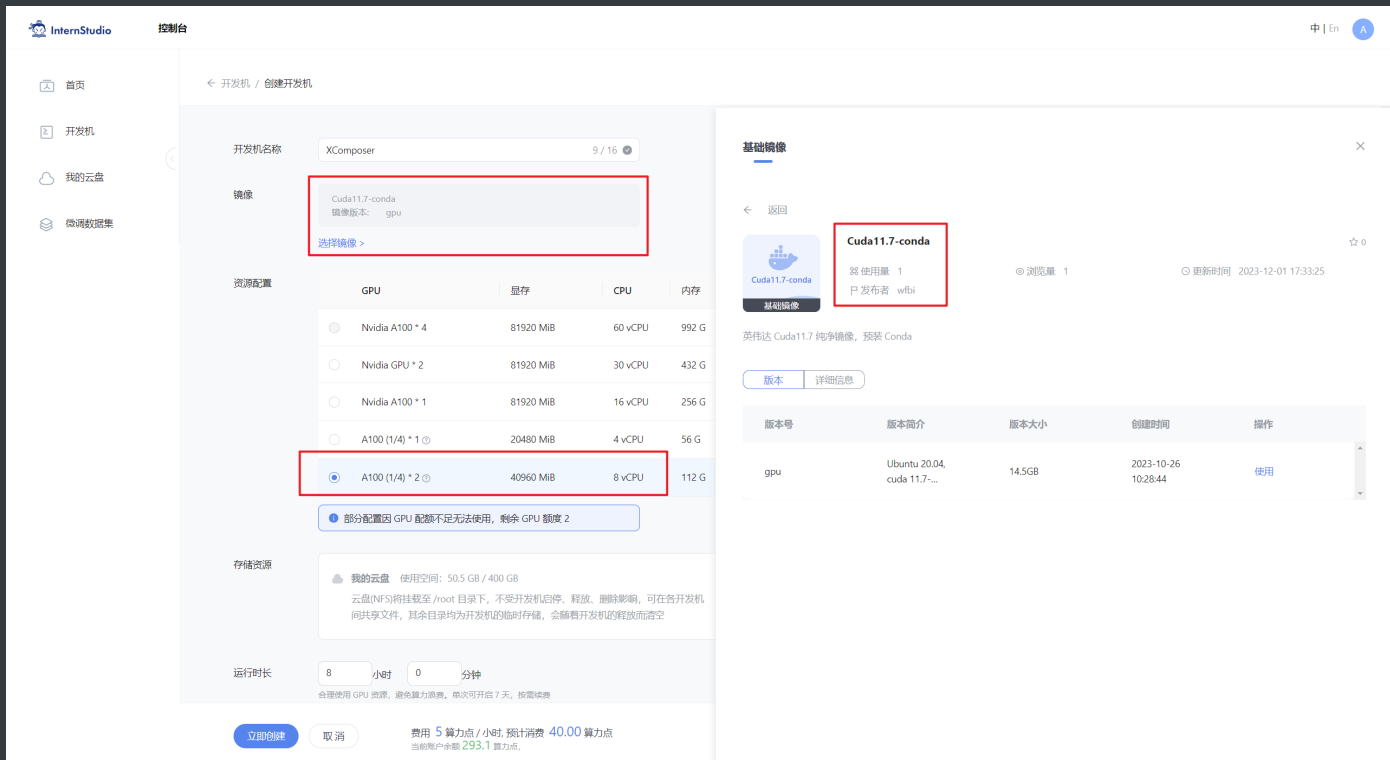 InternStudio
控制台
中 | En
A
首页
开发机
我的云盘
微调数据集
← 开发机 / 创建开发机
开发机名称
XComposer
9 / 16
镜像
Cuda11.7-conda
镜像版本: gpu
选择镜像 >
资源配置
GPU 显存 CPU 内存
Nvidia A100 * 4 81920 MiB 60 vCPU 992 G
Nvidia GPU * 2 81920 MiB 30 vCPU 432 G
Nvidia A100 * 1 81920 MiB 16 vCPU 256 G
A100 (1/4) * 1 20480 MiB 4 vCPU 56 G
A100 (1/4) * 2 40960 MiB 8 vCPU 112 G
部分配置因 GPU 配额不足无法使用，剩余 GPU 额度 2
存储资源
我的云盘 使用空间: 50.5 GB / 400 GB
云盘(NFS)将挂载至 /root 目录下，不受开发机启停、释放、删除影响，可在各开发机
间共享文件，其余目录均为开发机的临时存储，会随着开发机的释放而清空
运行时长
8 小时 0 分钟
合理使用 GPU 资源，避免算力浪费。单次可开启 7 天，按需续费
立即创建
取 消
费用 5 算力点 / 小时, 预计消费 40.00 算力点
当前账户余额 293.1 算力点,
基础镜像
← 返回
Cuda11.7-conda
基础镜像
Cuda11.7-conda
0
使用量 1
浏览量 1
更新时间 2023-12-01 17:33:25
发布者 wfbi
英伟达 Cuda11.7 纯净镜像，预装 Conda
版本
详细信息
版本号 版本简介 版本大小 创建时间 操作
gpu
Ubuntu 20.04,
cuda 11.7-...
14.5GB
2023-10-26
10:28:44
使用